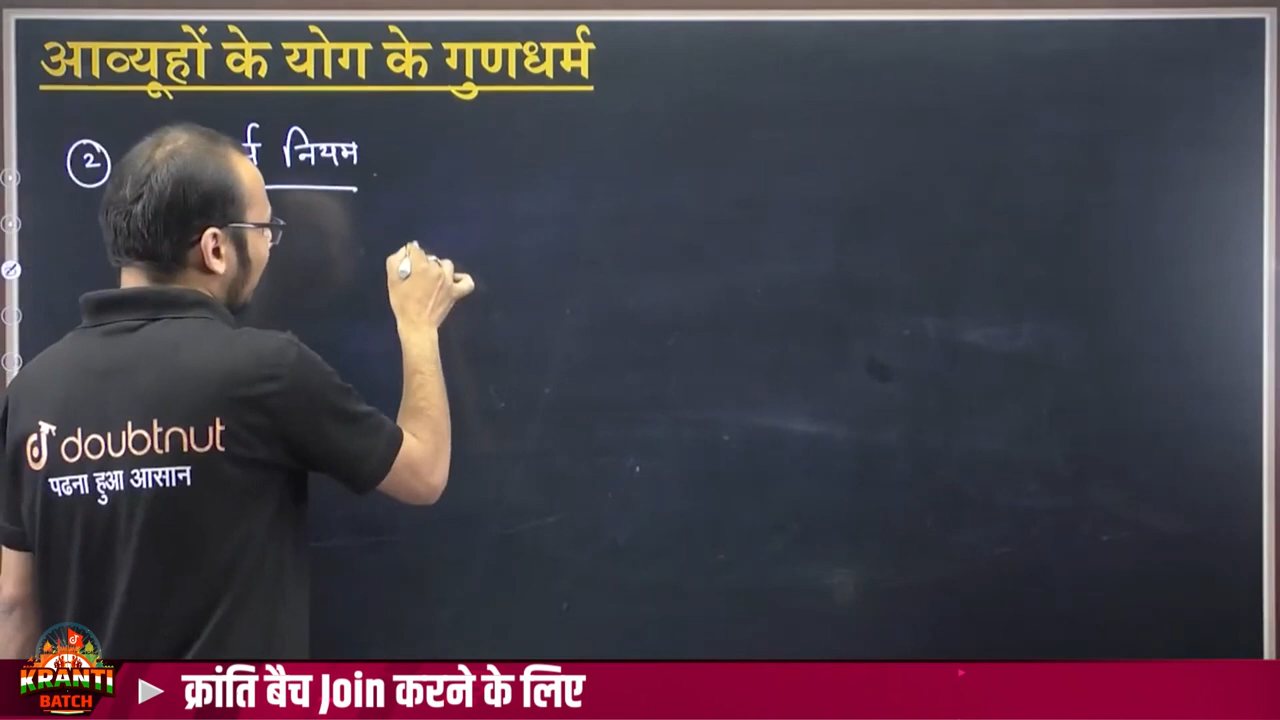 आव्यूहों के योग के गुणधर्म
2 नियम
doubtnut
पढना हुआ आसान
KRANTI
BATCH
क्रांति बैच Join करने के लिए